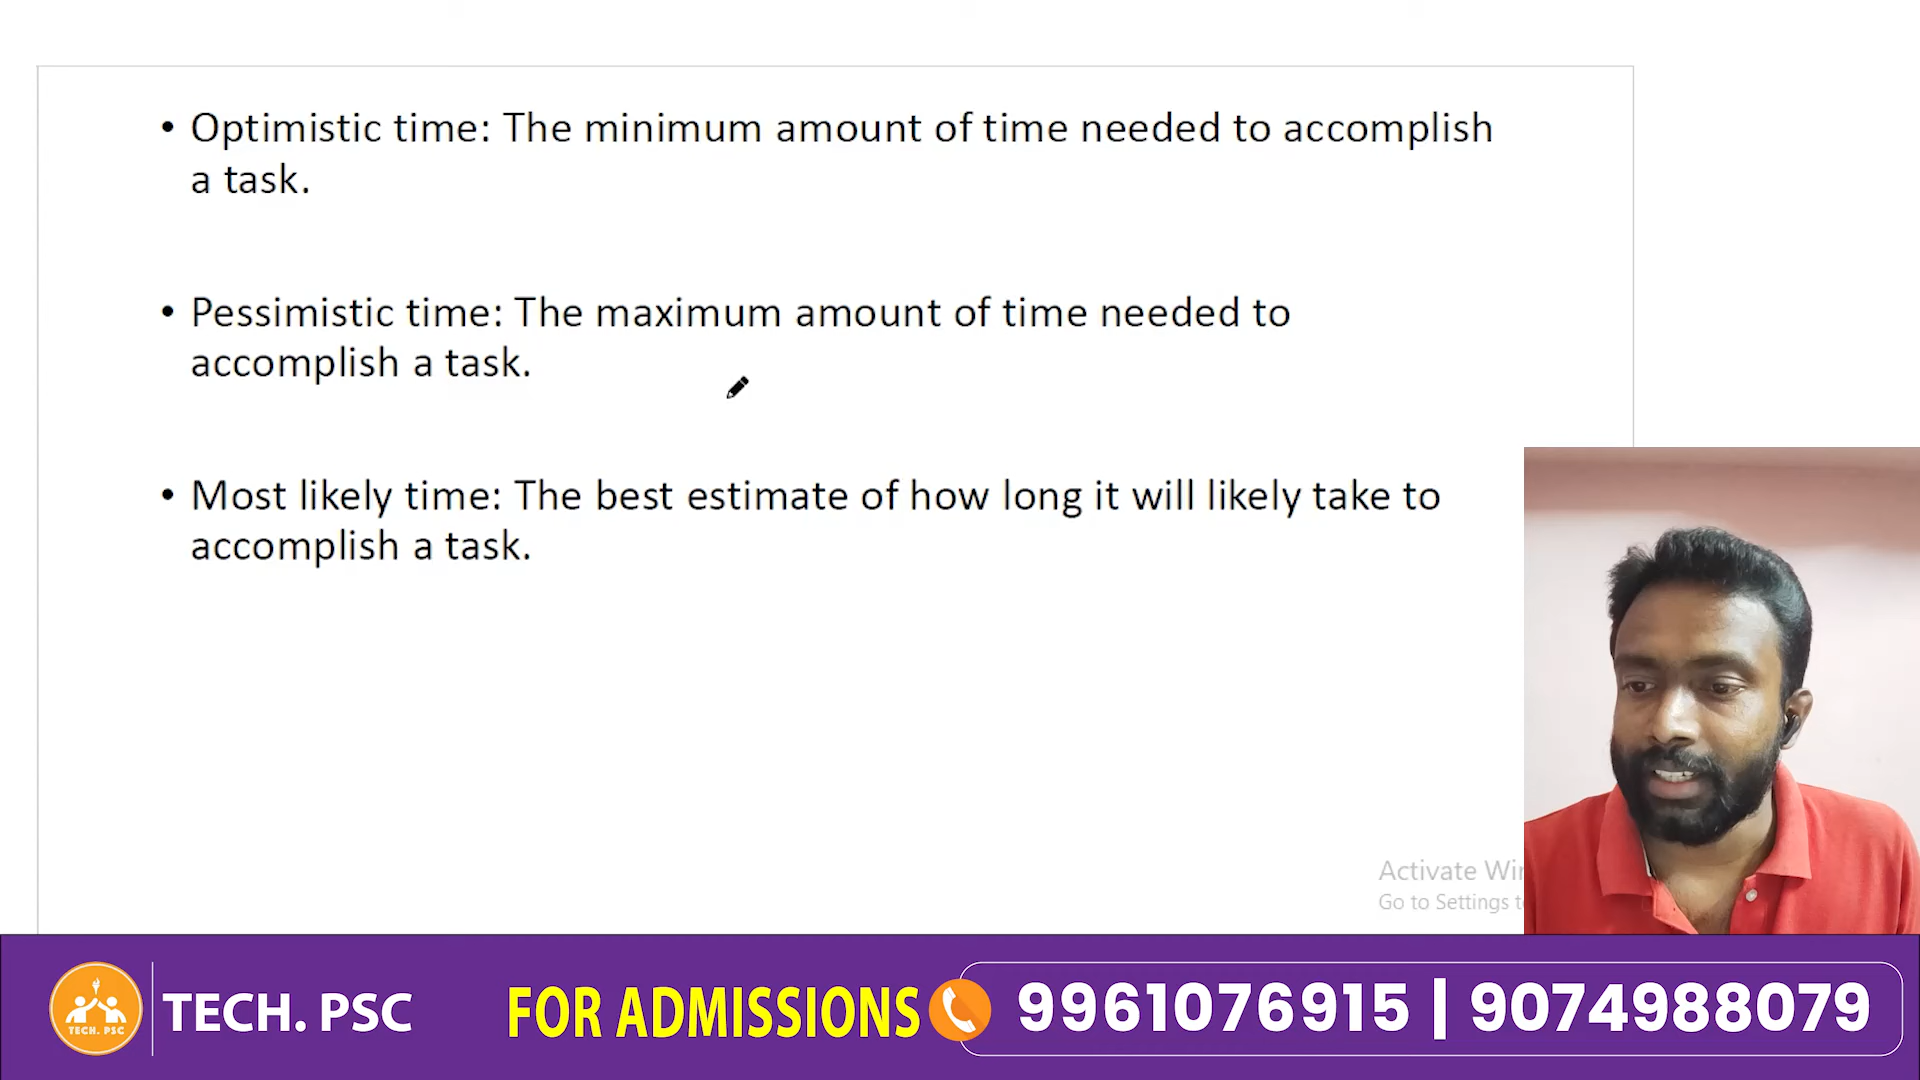 • Optimistic time: The minimum amount of time needed to accomplish
a task.
• Pessimistic time: The maximum amount of time needed to
accomplish a task.
• Most likely time: The best estimate of how long it will likely take to
accomplish a task.
Activate Wi
Go to Settings t
TECH. PSC
TECH. PSC
FOR ADMISSIONS
9961076915 | 9074988079